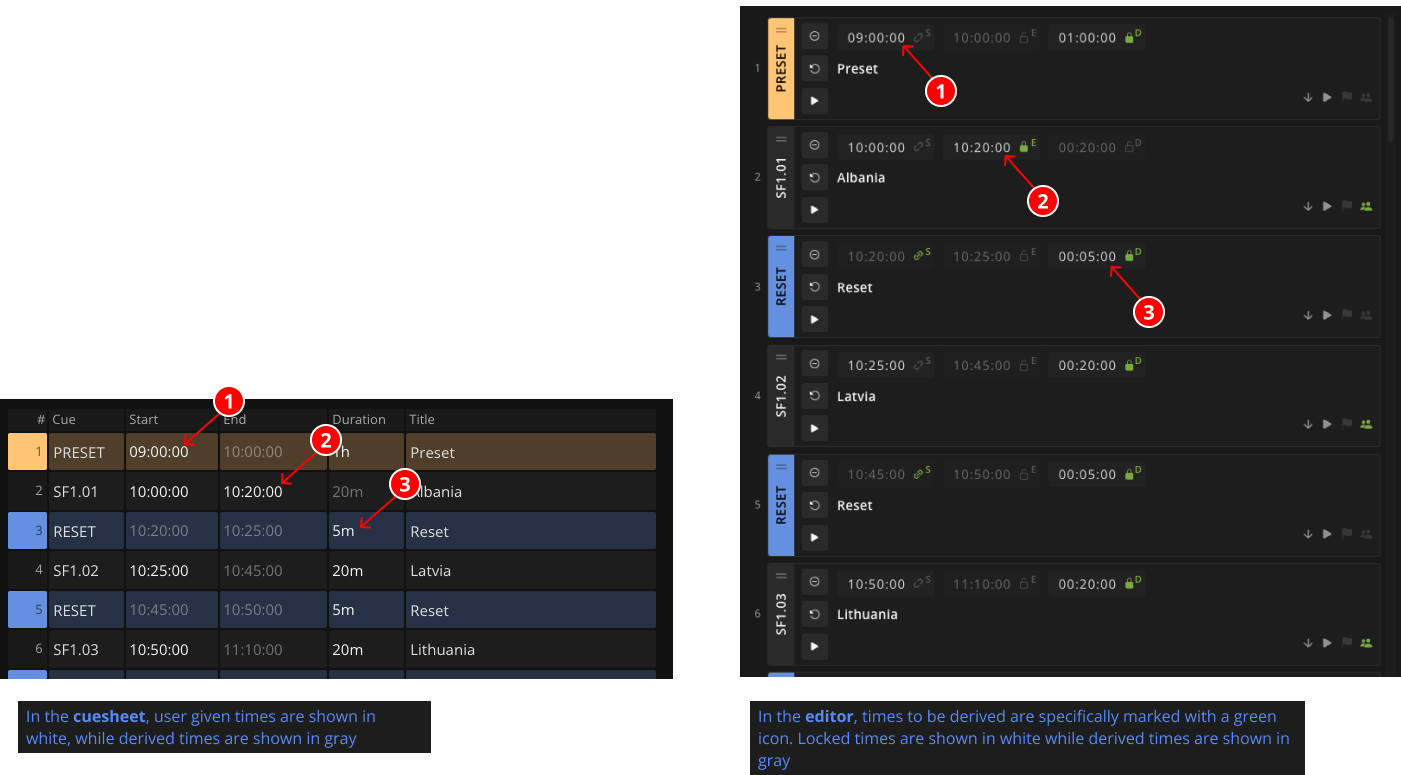 # Cue Start End Duration Title
1 PRESET 09:00:00 10:00:00 1h Preset
2 SF1.01 10:00:00 10:20:00 20m Albania
3 RESET 10:20:00 10:25:00 5m Reset
4 SF1.02 10:25:00 10:45:00 20m Latvia
5 RESET 10:45:00 10:50:00 5m Reset
6 SF1.03 10:50:00 11:10:00 20m Lithuania
1
2
3
In the cuesheet, user given times are shown in
white, while derived times are shown in gray
1 PRESET 09:00:00 S 10:00:00 E 01:00:00 D
Preset
1
2 SF1.01 10:00:00 S 10:20:00 E 00:20:00 D
Albania
2
3 RESET 10:20:00 S 10:25:00 E 00:05:00 D
Reset
3
4 SF1.02 10:25:00 S 10:45:00 E 00:20:00 D
Latvia
5 RESET 10:45:00 S 10:50:00 E 00:05:00 D
Reset
6 SF1.03 10:50:00 S 11:10:00 E 00:20:00 D
Lithuania
In the editor, times to be derived are specifically marked with a green
icon. Locked times are shown in white while derived times are shown in
gray